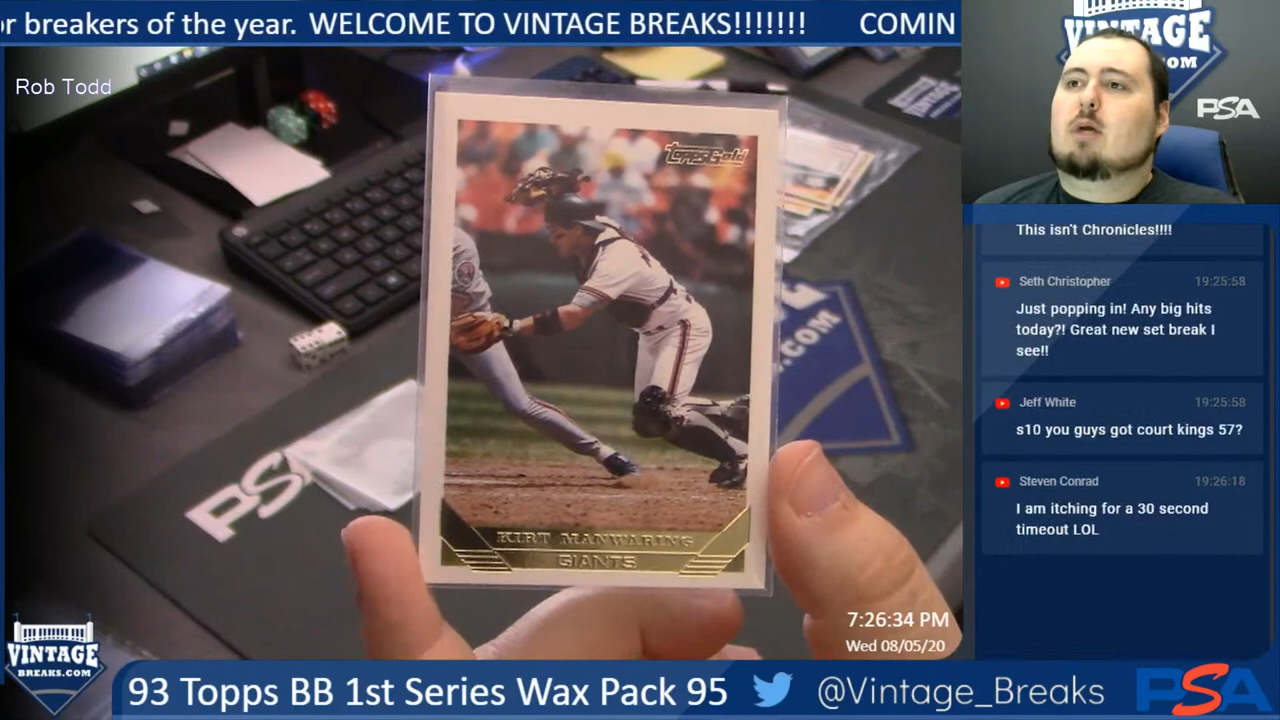 or breakers of the year. WELCOME TO VINTAGE BREAKS!!!!!!! COMIN
Rob Todd
VINTAGE
.COM
PSA
ToppsGold
.COM
PSA
KIRT MANWARING
GIANTS
This isn't Chronicles!!!!
Seth Christopher 19:25:58
Just popping in! Any big hits
today?! Great new set break I
see!!
Jeff White 19:25:58
s10 you guys got court kings 57?
Steven Conrad 19:26:18
I am itching for a 30 second
timeout LOL
7:26:34 PM
Wed 08/05/20
VINTAGE
BREAKS.COM
93 Topps BB 1st Series Wax Pack 95 @Vintage_Breaks PSA